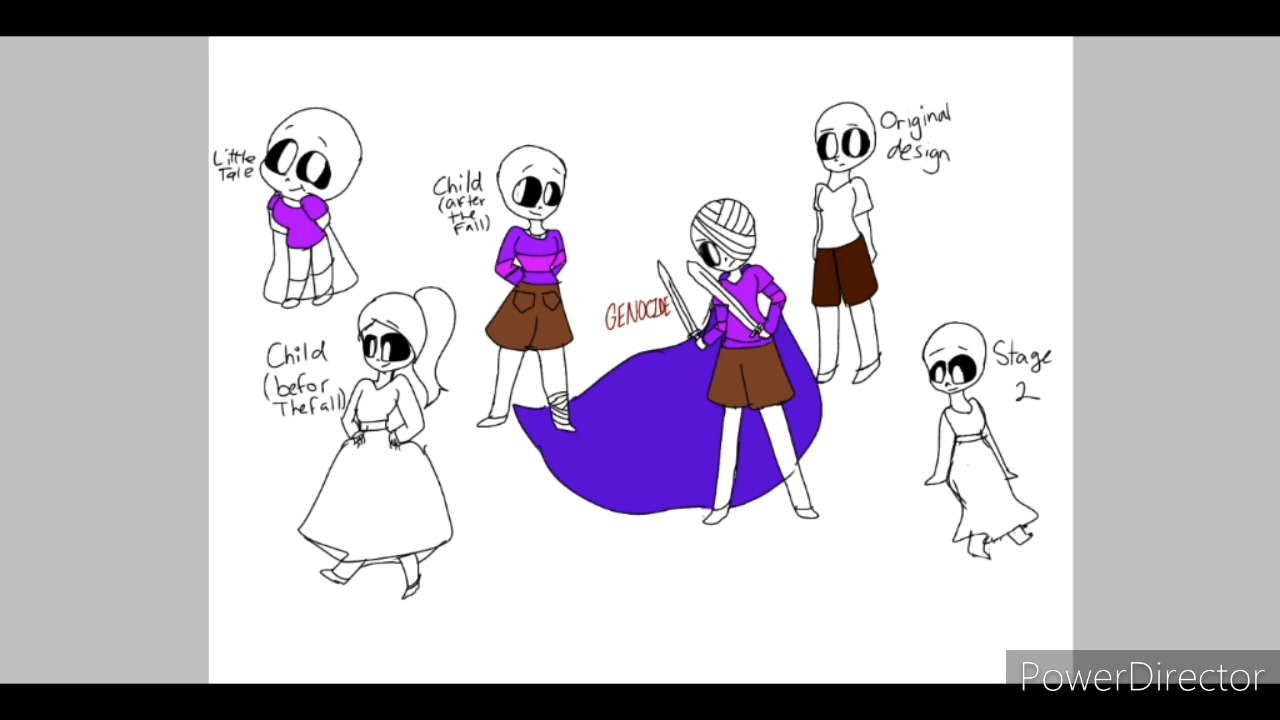 Little
Tale
Child
(after
the
Fall)
Original
design
GENOCIDE
Child
(befor
TheFall)
Stage
2
PowerDirector